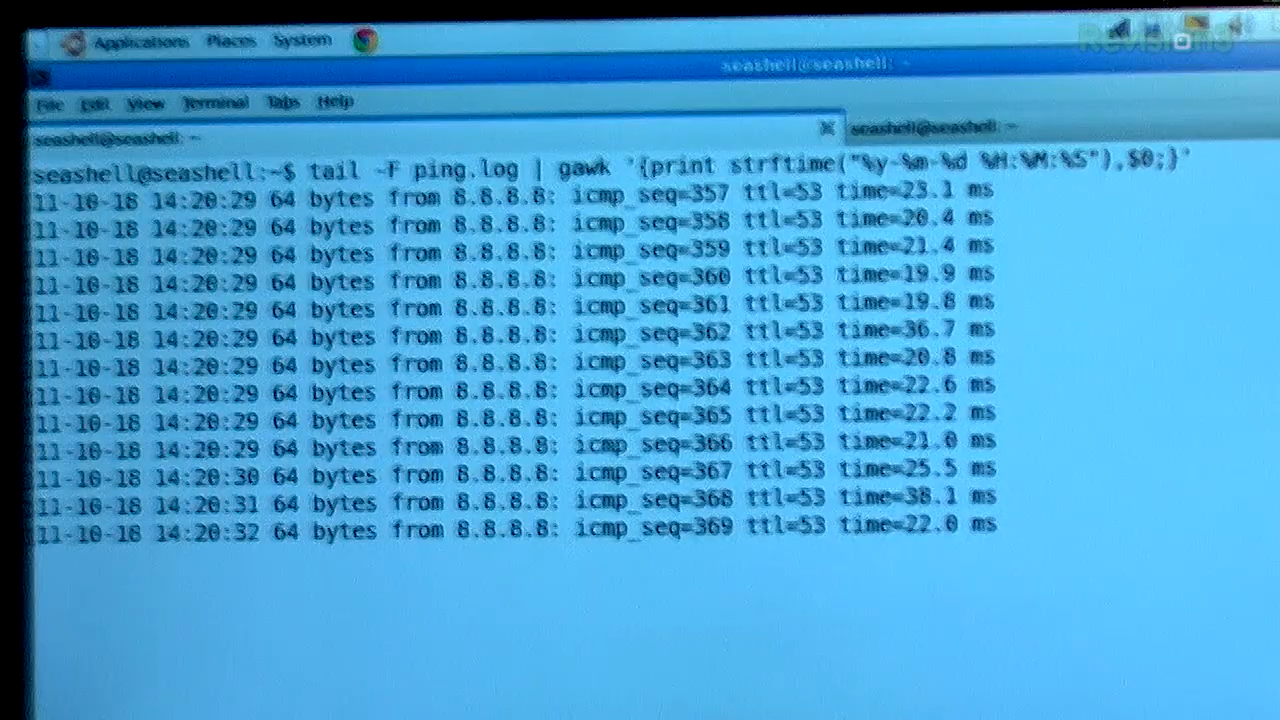 Applications Places System
Revision3
seashell@seashell: ~
File Edit View Terminal Tabs Help
seashell@seashell: ~
seashell@seashell: ~
seashell@seashell:~$ tail -F ping.log | gawk '{print strftime("%y-%m-%d %H:%M:%S"),$0;}'
11-10-18 14:20:29 64 bytes from 8.8.8.8: icmp_seq=357 ttl=53 time=23.1 ms
11-10-18 14:20:29 64 bytes from 8.8.8.8: icmp_seq=358 ttl=53 time=20.4 ms
11-10-18 14:20:29 64 bytes from 8.8.8.8: icmp_seq=359 ttl=53 time=21.4 ms
11-10-18 14:20:29 64 bytes from 8.8.8.8: icmp_seq=360 ttl=53 time=19.9 ms
11-10-18 14:20:29 64 bytes from 8.8.8.8: icmp_seq=361 ttl=53 time=19.8 ms
11-10-18 14:20:29 64 bytes from 8.8.8.8: icmp_seq=362 ttl=53 time=36.7 ms
11-10-18 14:20:29 64 bytes from 8.8.8.8: icmp_seq=363 ttl=53 time=20.8 ms
11-10-18 14:20:29 64 bytes from 8.8.8.8: icmp_seq=364 ttl=53 time=22.6 ms
11-10-18 14:20:29 64 bytes from 8.8.8.8: icmp_seq=365 ttl=53 time=22.2 ms
11-10-18 14:20:29 64 bytes from 8.8.8.8: icmp_seq=366 ttl=53 time=21.0 ms
11-10-18 14:20:30 64 bytes from 8.8.8.8: icmp_seq=367 ttl=53 time=25.5 ms
11-10-18 14:20:31 64 bytes from 8.8.8.8: icmp_seq=368 ttl=53 time=38.1 ms
11-10-18 14:20:32 64 bytes from 8.8.8.8: icmp_seq=369 ttl=53 time=22.0 ms